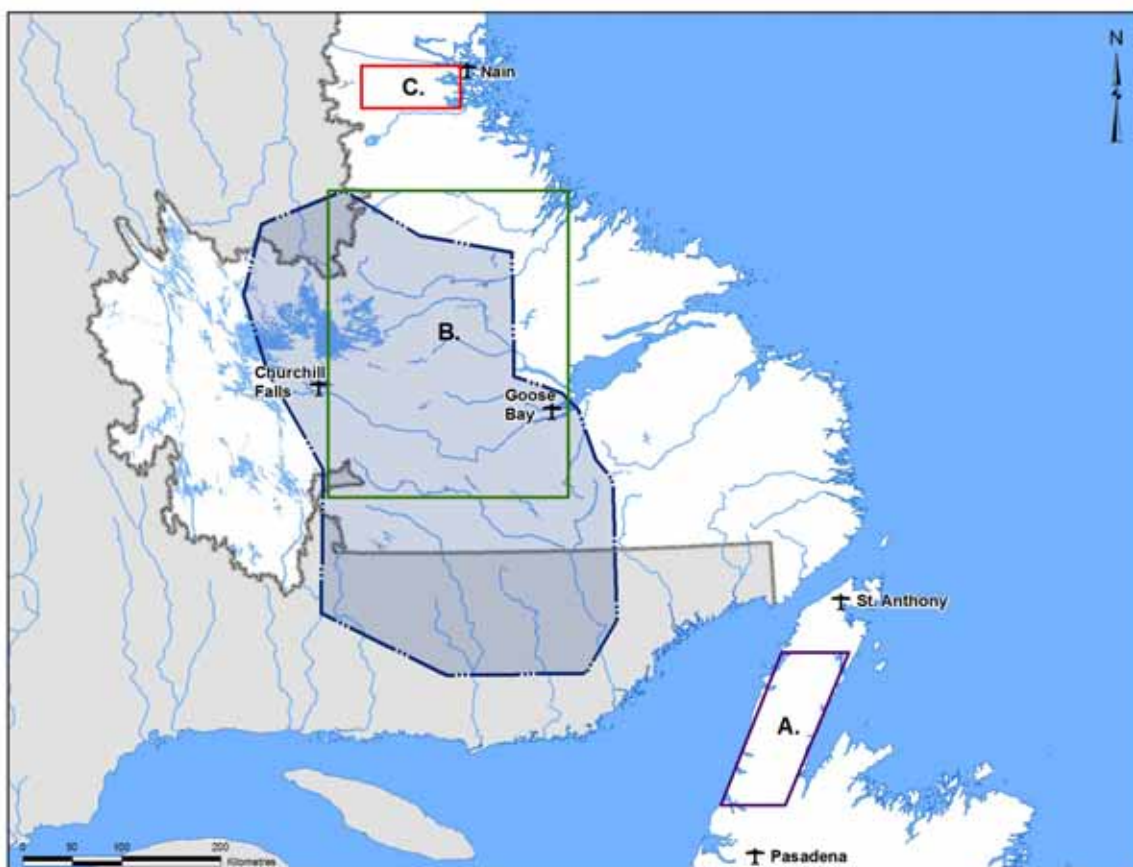 N
Nain
C.
B.
Churchill
Falls
Goose
Bay
St. Anthony
A.
0 50 100 200
Kilometres
Pasadena